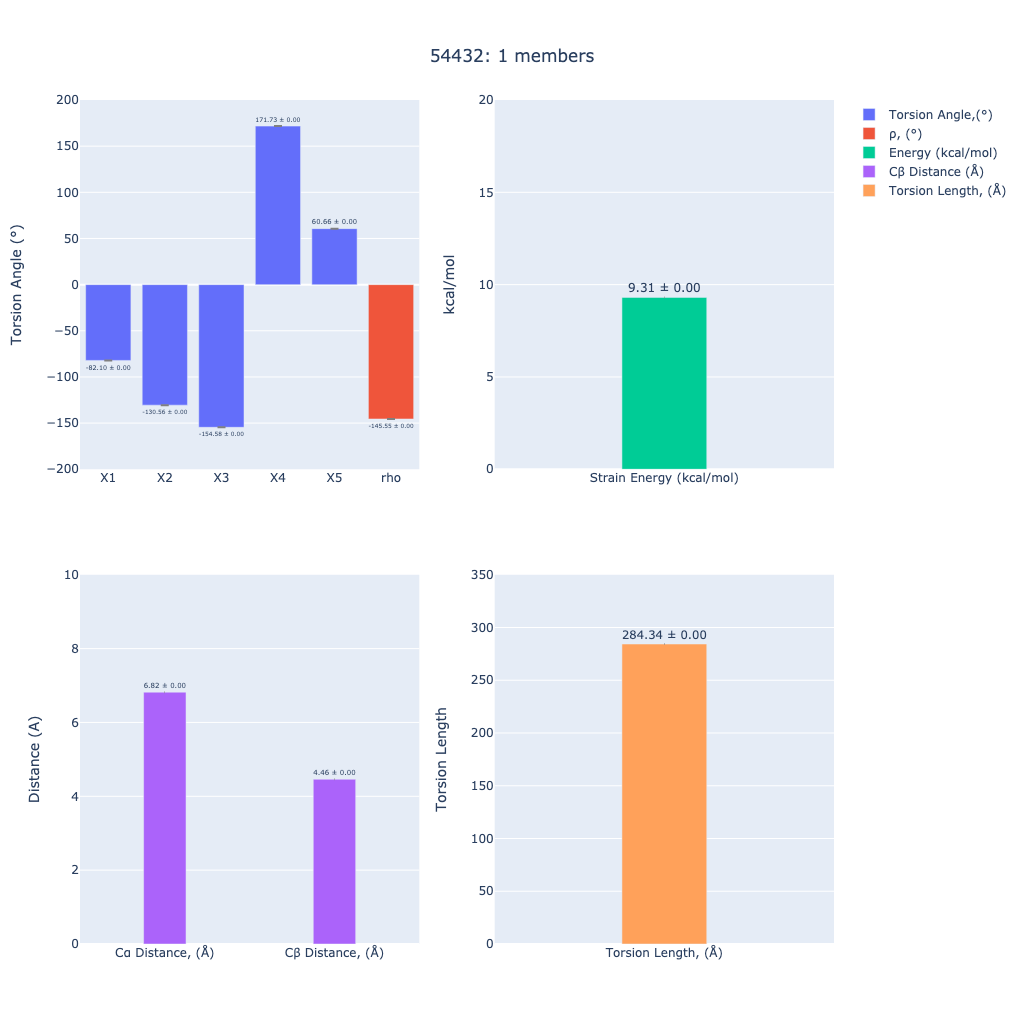 54432: 1 members
Torsion Angle (°)
200
150
100
50
0
−50
−100
−150
−200
171.73 ± 0.00
60.66 ± 0.00
-82.10 ± 0.00
-130.56 ± 0.00
-154.58 ± 0.00
-145.55 ± 0.00
X1 X2 X3 X4 X5 rho
kcal/mol
20
15
10
5
0
9.31 ± 0.00
Strain Energy (kcal/mol)
Torsion Angle,(°)
ρ, (°)
Energy (kcal/mol)
Cβ Distance (Å)
Torsion Length, (Å)
Distance (A)
10
8
6
4
2
0
6.82 ± 0.00
4.46 ± 0.00
Cα Distance, (Å) Cβ Distance, (Å)
Torsion Length
350
300
250
200
150
100
50
0
284.34 ± 0.00
Torsion Length, (Å)